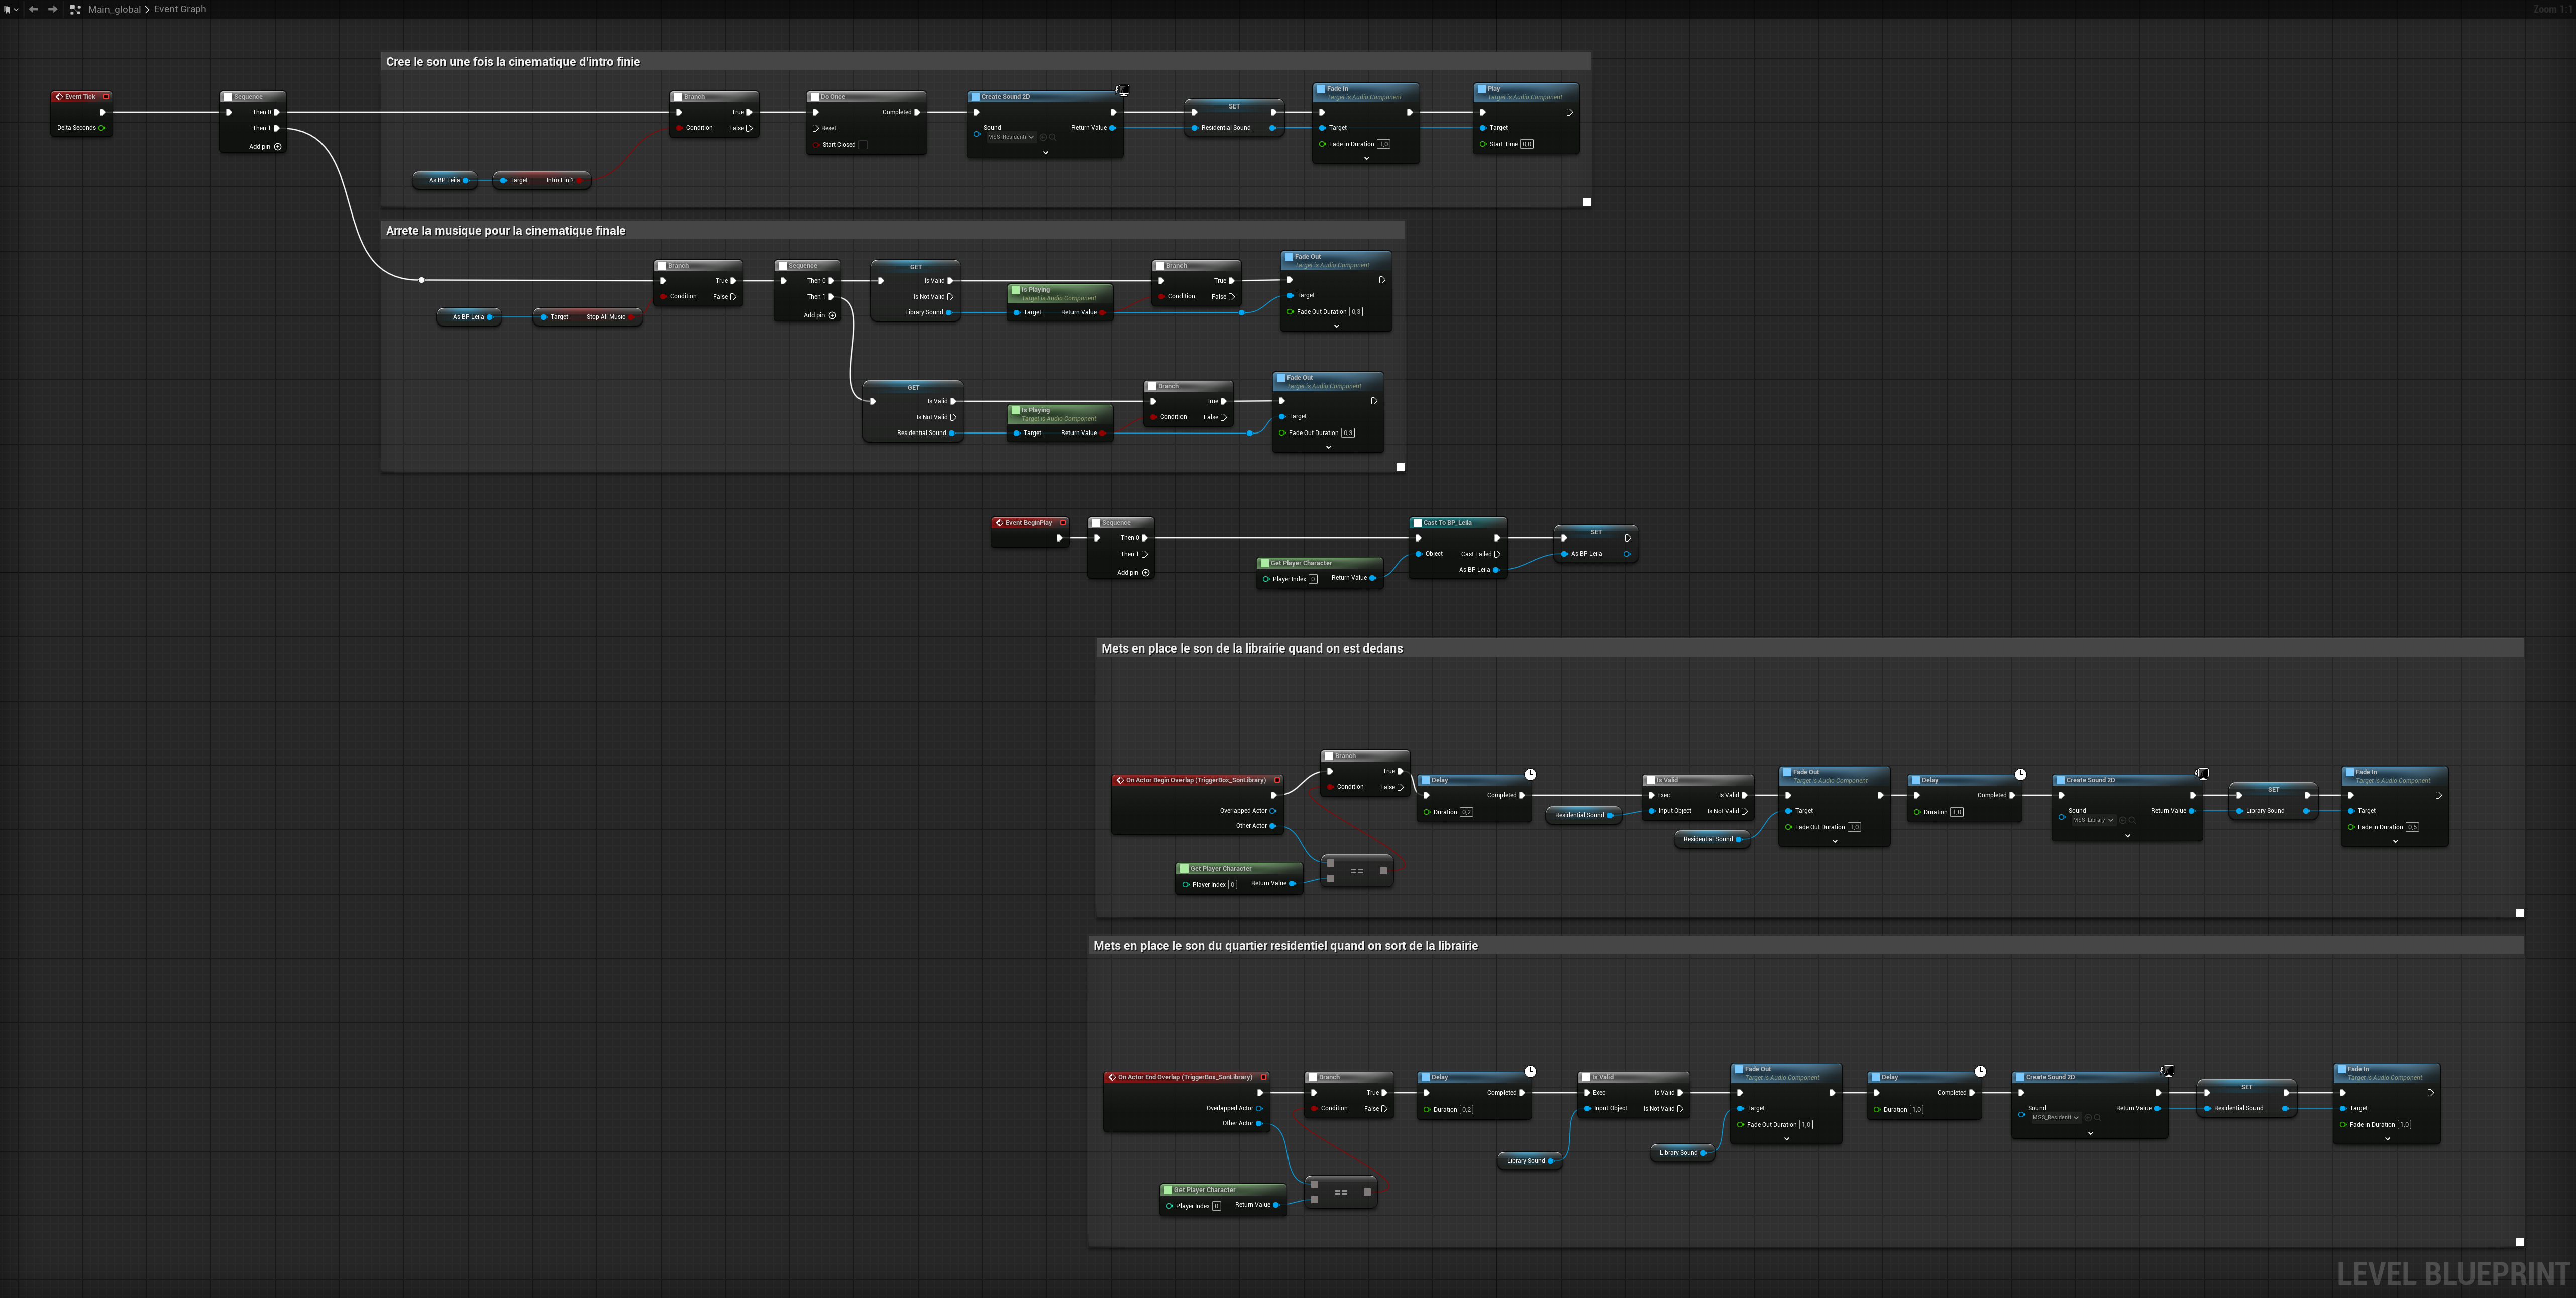 Main_global > Event Graph
Zoom 1:1
Cree le son une fois la cinematique d'intro finie
Event Tick
Delta Seconds
Sequence
Then 0
Then 1
Add pin
As BP Leila
Target Intro Fini?
Branch
True
Condition False
Do Once
Completed
Reset
Start Closed
Create Sound 2D
Sound Return Value
MSS_Residenti
SET
Residential Sound
Fade In
Target is Audio Component
Target
Fade in Duration 1,0
Play
Target is Audio Component
Target
Start Time 0,0
Arrete la musique pour la cinematique finale
As BP Leila
Target Stop All Music
Branch
True
Condition False
Sequence
Then 0
Then 1
Add pin
GET
Is Valid
Is Not Valid
Library Sound
Is Playing
Target is Audio Component
Target Return Value
Branch
True
Condition False
Fade Out
Target is Audio Component
Target
Fade Out Duration 0,3
GET
Is Valid
Is Not Valid
Residential Sound
Is Playing
Target is Audio Component
Target Return Value
Branch
True
Condition False
Fade Out
Target is Audio Component
Target
Fade Out Duration 0,3
Event BeginPlay
Sequence
Then 0
Then 1
Add pin
Get Player Character
Player Index 0 Return Value
Cast To BP_Leila
Object Cast Failed
As BP Leila
SET
As BP Leila
Mets en place le son de la librairie quand on est dedans
On Actor Begin Overlap (TriggerBox_SonLibrary)
Overlapped Actor
Other Actor
Get Player Character
Player Index 0 Return Value
==
Branch
True
Condition False
Delay
Completed
Duration 0,2
Residential Sound
Is Valid
Exec Is Valid
Input Object Is Not Valid
Residential Sound
Fade Out
Target is Audio Component
Target
Fade Out Duration 1,0
Delay
Completed
Duration 1,0
Create Sound 2D
Sound Return Value
MSS_Library
SET
Library Sound
Fade In
Target is Audio Component
Target
Fade in Duration 0,5
Mets en place le son du quartier residentiel quand on sort de la librairie
On Actor End Overlap (TriggerBox_SonLibrary)
Overlapped Actor
Other Actor
Get Player Character
Player Index 0 Return Value
==
Branch
True
Condition False
Delay
Completed
Duration 0,2
Library Sound
Is Valid
Exec Is Valid
Input Object Is Not Valid
Library Sound
Fade Out
Target is Audio Component
Target
Fade Out Duration 1,0
Delay
Completed
Duration 1,0
Create Sound 2D
Sound Return Value
MSS_Residenti
SET
Residential Sound
Fade In
Target is Audio Component
Target
Fade in Duration 1,0
LEVEL BLUEPRINT